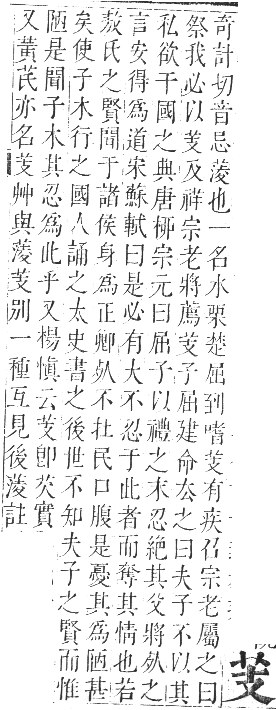 芰
奇計切音忌蔆也一名水栗楚屈到嗜芰有疾召宗老屬之曰
祭我必以芰及祥宗老將薦芰子屈建命厺之曰夫子不以其
私欲干國之典唐桺宗元曰屈子以禮之末忍絕其父將死之
言安得爲道宋蘇軾曰是必有大不忍于此者而奪其情也若
敖氏之賢聞于諸侯身爲正卿死不在民口腹是憂其爲陋甚
矣使子木行之國人誦之太史書之後世不知夫子之賢而惟
陋是聞子木其忍爲此乎又楊愼云芰卽芵實
又黃芪亦名芰艸與蔆芰別一種互見後蔆註